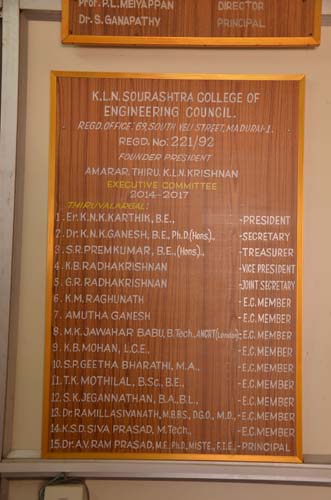 Prof. P.L. MEIYAPPAN DIRECTOR
Dr. S. GANAPATHY PRINCIPAL
K.L.N. SOURASHTRA COLLEGE OF
ENGINEERING COUNCIL.
REGD. OFFICE: 69, SOUTH VELI STREET, MADURAI-1.
REGD. No: 221/92
FOUNDER PRESIDENT
AMARAR. THIRU. K.L.N. KRISHNAN
EXECUTIVE COMMITTEE
2014-2017
THIRUVALARGAL:
1. Er. K.N.K. KARTHIK, B.E., -PRESIDENT
2. Dr. K.N.K. GANESH, B.E., Ph.D. (Hons)., -SECRETARY
3. S.R. PREMKUMAR, B.E., (Hons)., -TREASURER
4. K.B. RADHAKRISHNAN -VICE PRESIDENT
5. G.R. RADHAKRISHNAN -JOINT SECRETARY
6. K.M. RAGHUNATH -E.C. MEMBER
7. AMUTHA GANESH -E.C. MEMBER
8. M.K. JAWAHAR BABU, B.Tech., ANCRT (London) -E.C. MEMBER
9. K.B. MOHAN, L.C.E., -E.C. MEMBER
10. S.P. GEETHA BHARATHI, M.A., -E.C. MEMBER
11. T.K. MOTHILAL, B.Sc., B.E., -E.C. MEMBER
12. S.K. JEGANNATHAN, B.A., B.L., -E.C. MEMBER
13. Dr. RAMILLA SIVANATH, M.B.B.S., D.G.O., M.D., -E.C. MEMBER
14. K.S.D. SIVA PRASAD, M.Tech., -E.C. MEMBER
15. Dr. A.V. RAM PRASAD, M.E., Ph.D., MISTE., F.I.E., -PRINCIPAL